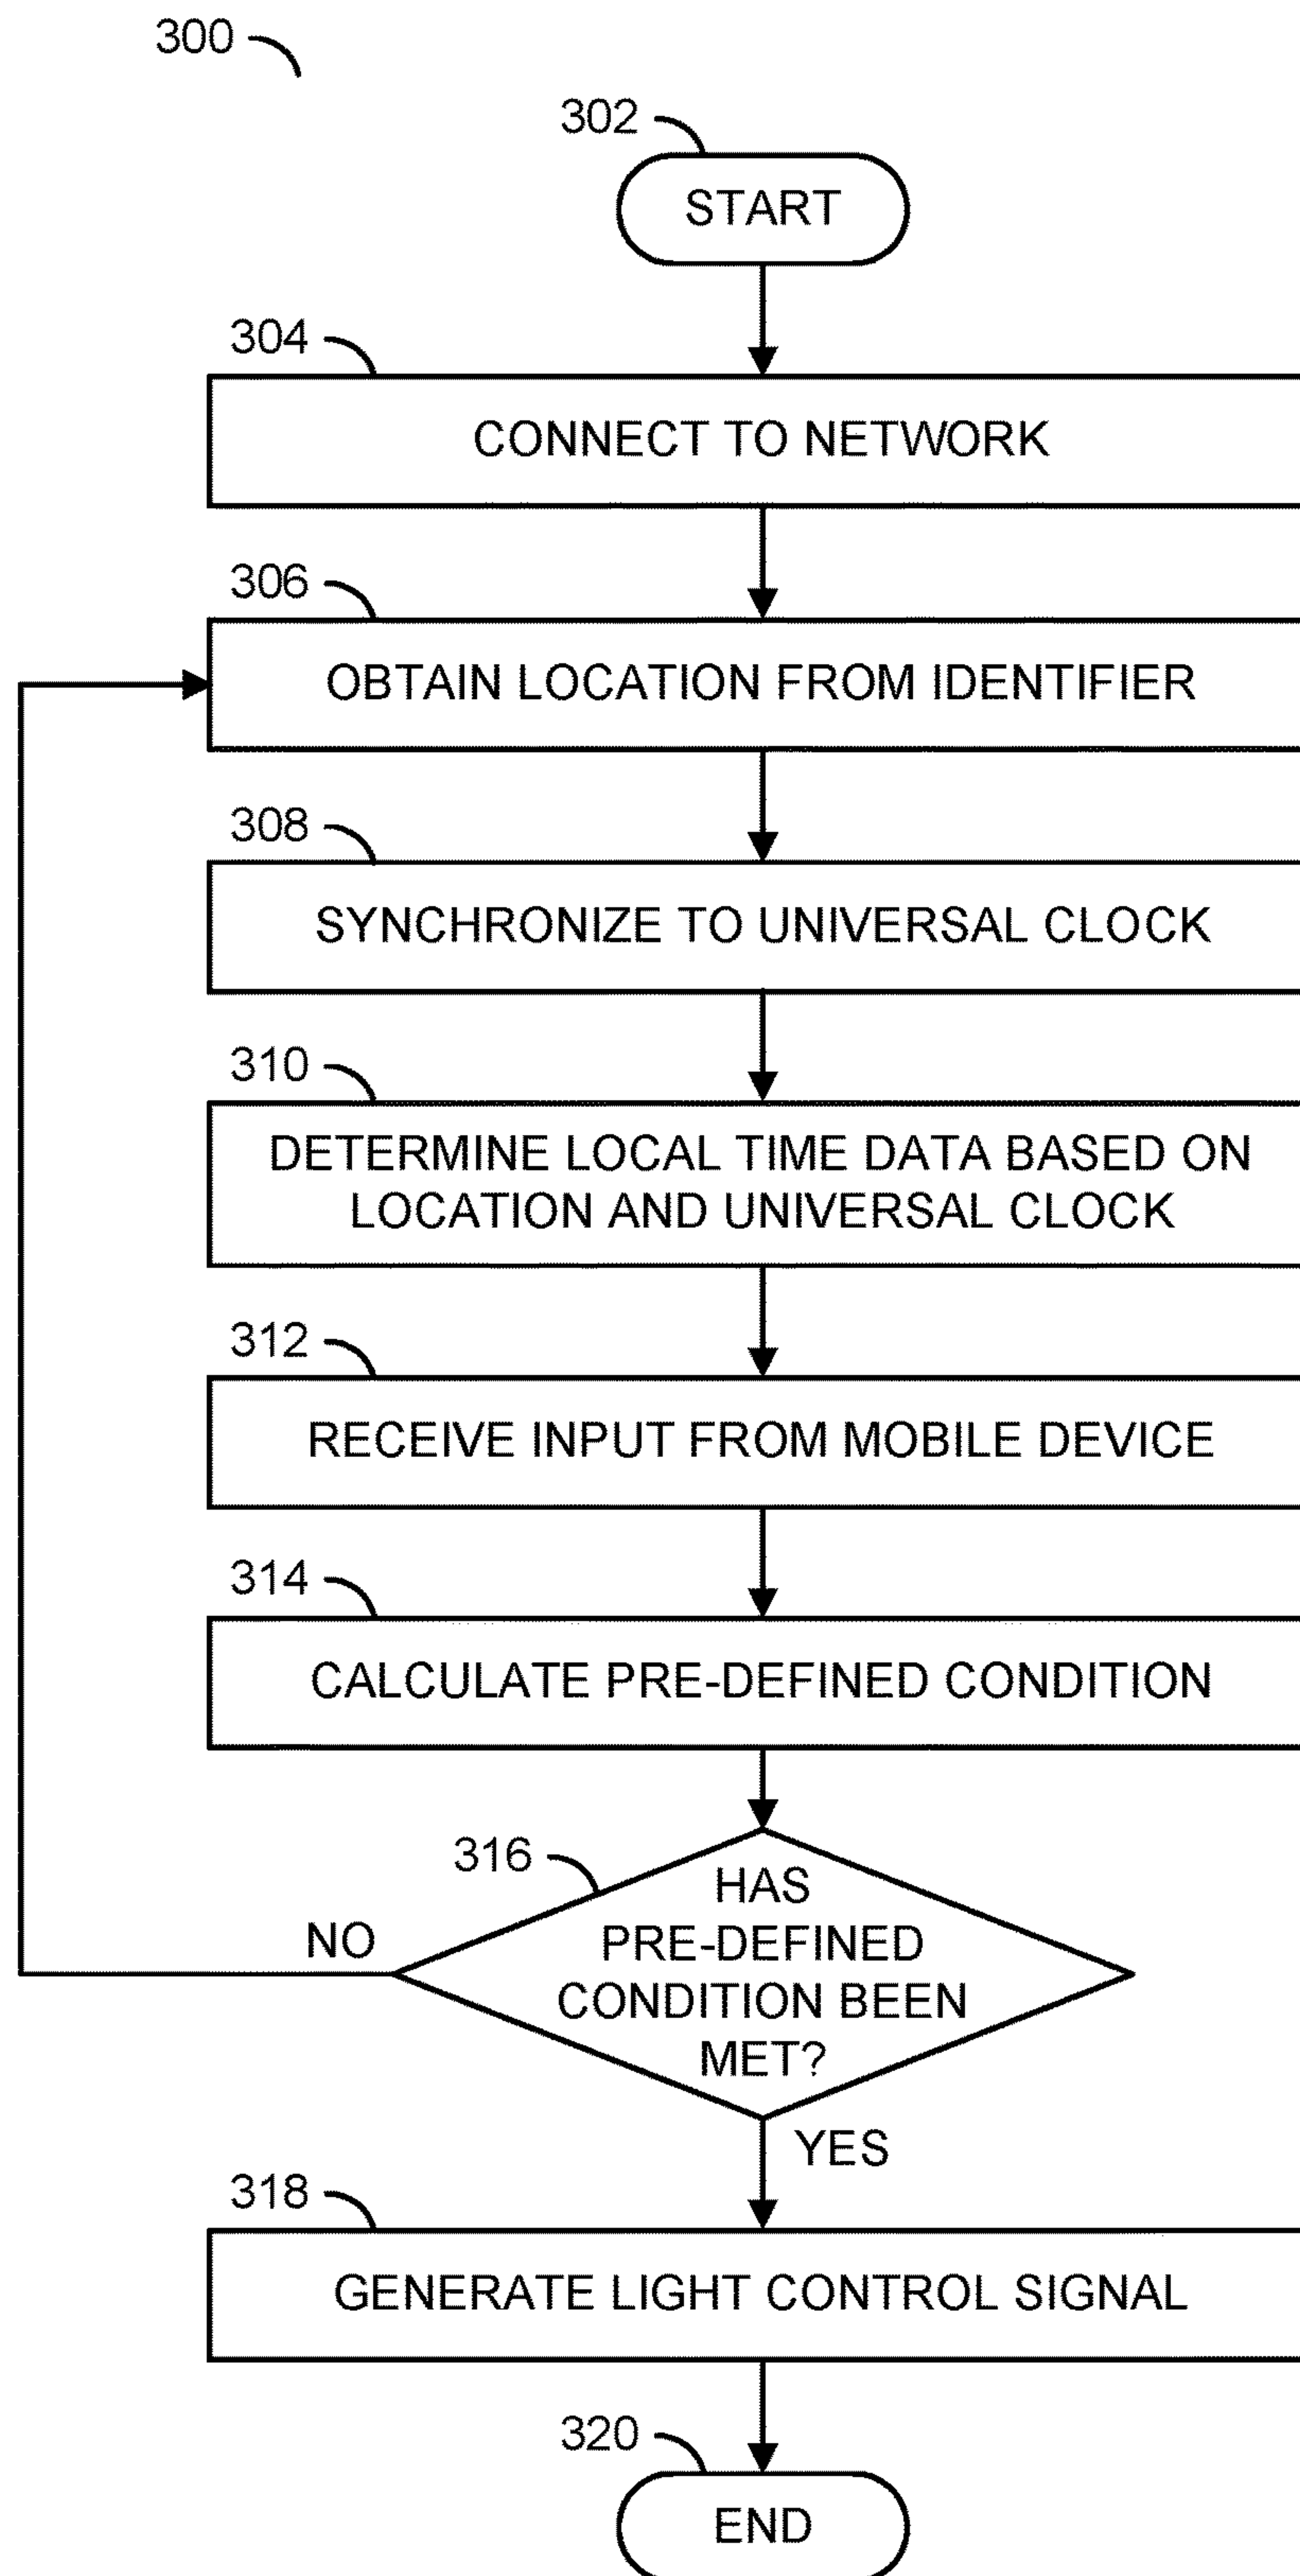 300
302
START
304
CONNECT TO NETWORK
306
OBTAIN LOCATION FROM IDENTIFIER
308
SYNCHRONIZE TO UNIVERSAL CLOCK
310
DETERMINE LOCAL TIME DATA BASED ON
LOCATION AND UNIVERSAL CLOCK
312
RECEIVE INPUT FROM MOBILE DEVICE
314
CALCULATE PRE-DEFINED CONDITION
316
HAS
PRE-DEFINED
CONDITION BEEN
MET?
NO
YES
318
GENERATE LIGHT CONTROL SIGNAL
320
END